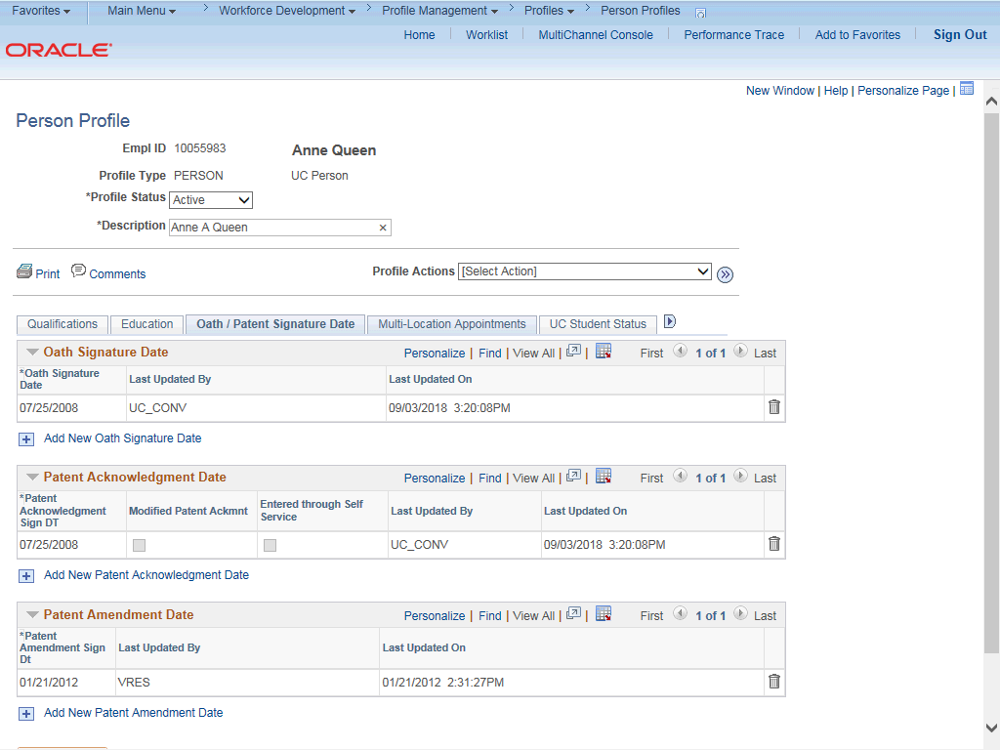 Favorites Main Menu Workforce Development Profile Management Profiles Person Profiles
Home Worklist MultiChannel Console Performance Trace Add to Favorites Sign Out
ORACLE
New Window | Help | Personalize Page |
Person Profile
Empl ID 10055983 Anne Queen
Profile Type PERSON UC Person
*Profile Status Active
*Description Anne A Queen
Print Comments Profile Actions [Select Action]
Qualifications Education Oath / Patent Signature Date Multi-Location Appointments UC Student Status
Oath Signature Date Personalize | Find | View All | | First 1 of 1 Last
*Oath Signature Date Last Updated By Last Updated On
07/25/2008 UC_CONV 09/03/2018 3:20:08PM
Add New Oath Signature Date
Patent Acknowledgment Date Personalize | Find | View All | | First 1 of 1 Last
*Patent Acknowledgment Sign DT Modified Patent Ackmnt Entered through Self Service Last Updated By Last Updated On
07/25/2008 UC_CONV 09/03/2018 3:20:08PM
Add New Patent Acknowledgment Date
Patent Amendment Date Personalize | Find | View All | | First 1 of 1 Last
*Patent Amendment Sign Dt Last Updated By Last Updated On
01/21/2012 VRES 01/21/2012 2:31:27PM
Add New Patent Amendment Date